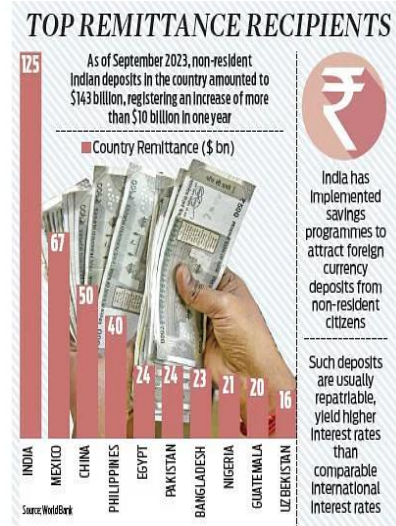 TOP REMITTANCE RECIPIENTS
125
As of September 2023, non-resident
Indian deposits in the country amounted to
$143 billion, registering an increase of more
than $10 billion in one year
Country Remittance ($ bn)
67
50
40
24
24
23
21
20
16
INDIA
MEXICO
CHINA
PHILIPPINES
EGYPT
PAKISTAN
BANGLADESH
NIGERIA
GUATEMALA
UZBEKISTAN
Source: World Bank
₹
India has
implemented
savings
programmes to
attract foreign
currency
deposits from
non-resident
citizens
Such deposits
are usually
repatriable,
yield higher
interest rates
than
comparable
international
interest rates